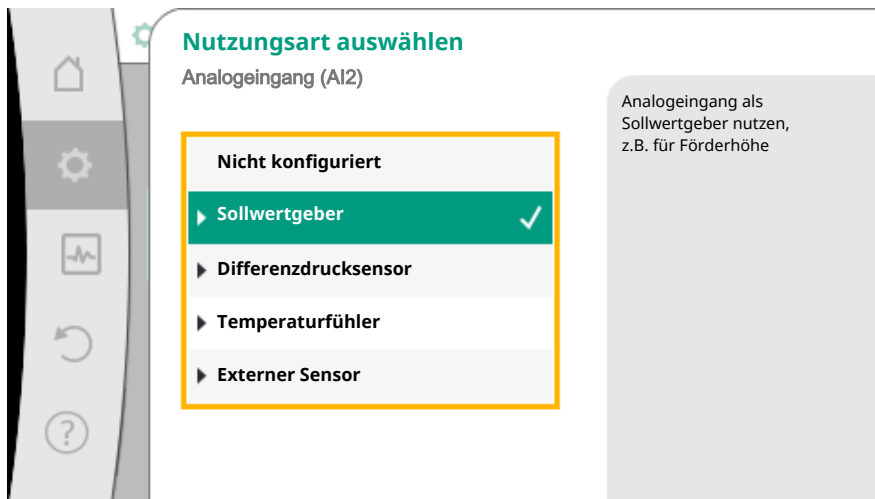 Nutzungsart auswählen
Analogeingang (AI2)
Nicht konfiguriert
Sollwertgeber
Differenzdrucksensor
Temperaturfühler
Externer Sensor
Analogeingang als
Sollwertgeber nutzen,
z.B. für Förderhöhe
?